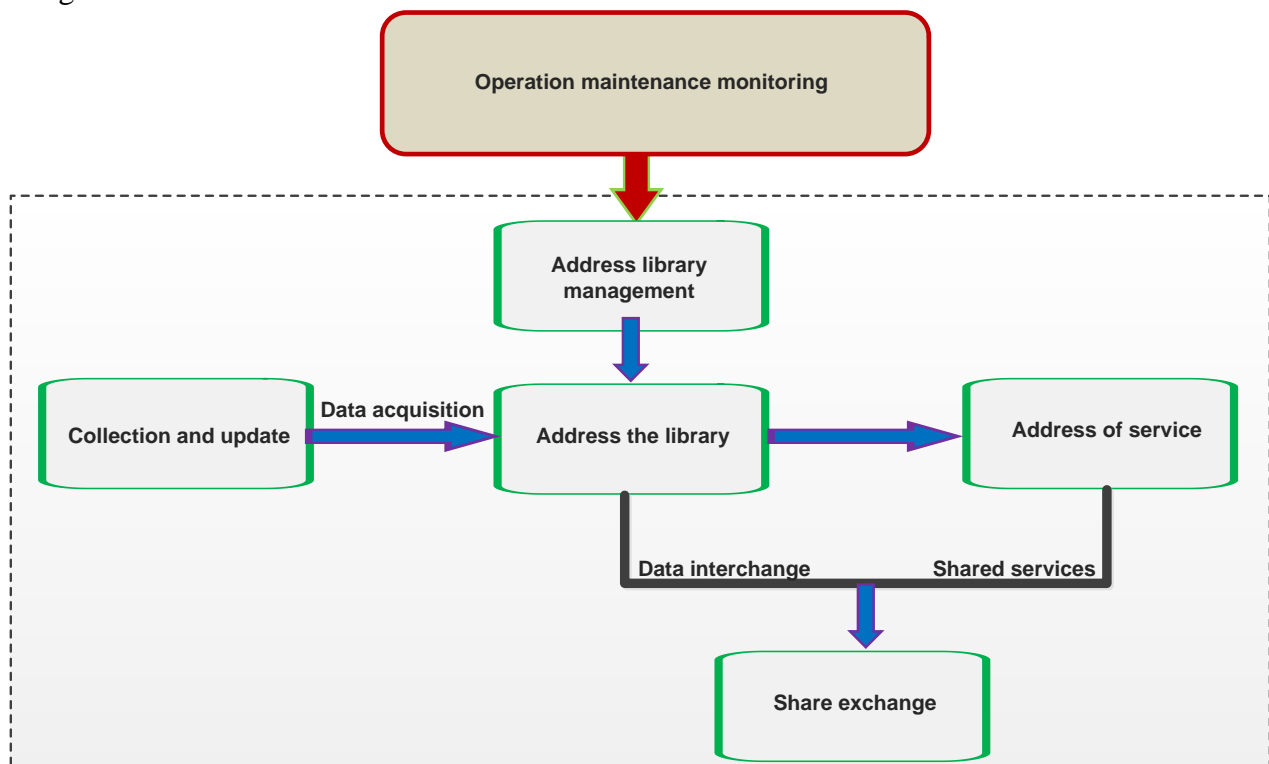 Operation maintenance monitoring
Address library
management
Data acquisition
Collection and update
Address the library
Address of service
Data interchange
Shared services
Share exchange